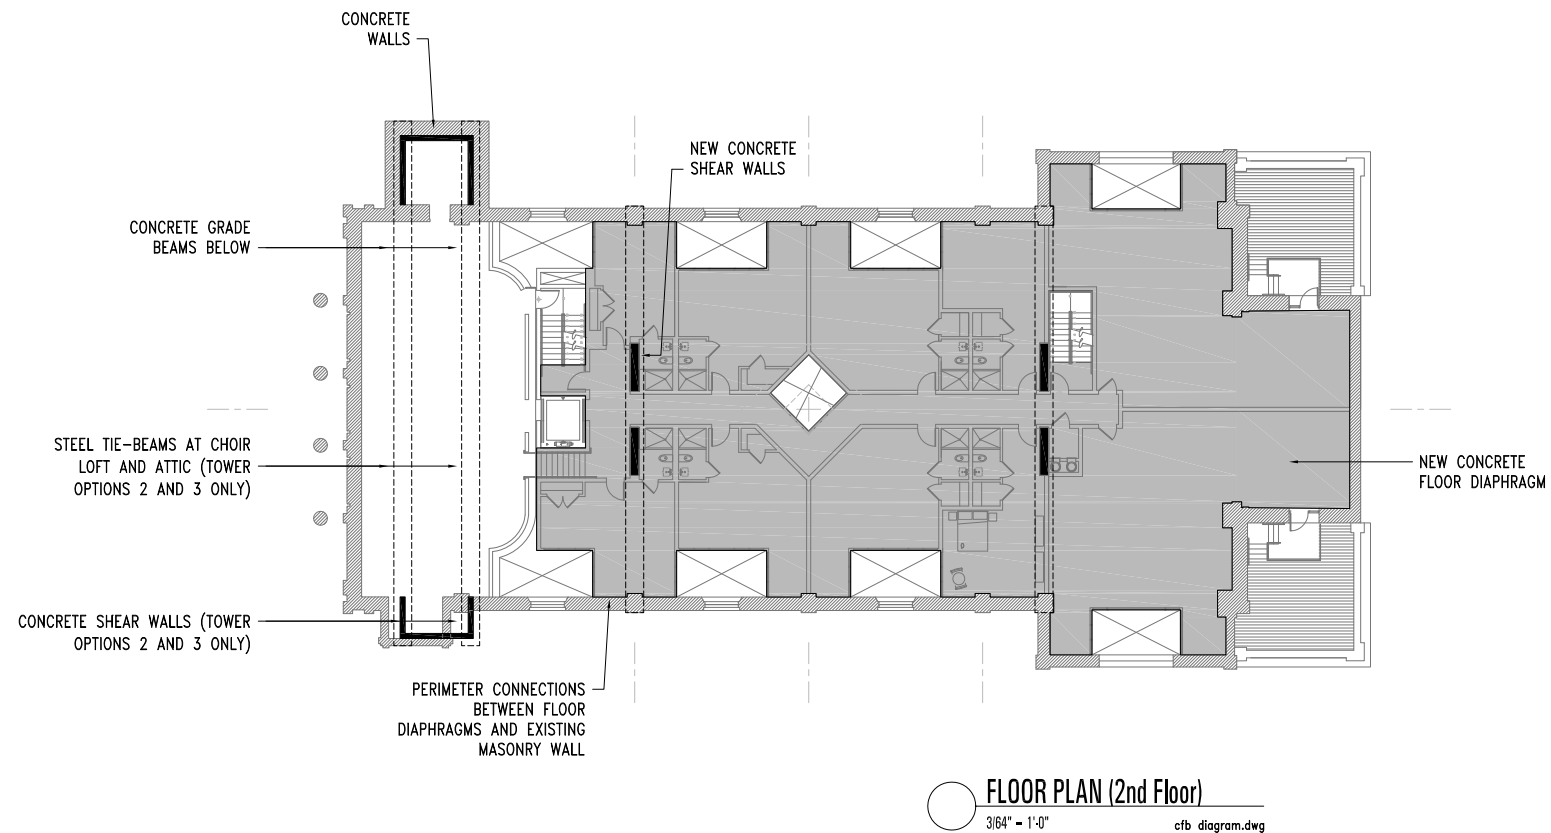 CONCRETE
WALLS
NEW CONCRETE
SHEAR WALLS
CONCRETE GRADE
BEAMS BELOW
STEEL TIE-BEAMS AT CHOIR
LOFT AND ATTIC (TOWER
OPTIONS 2 AND 3 ONLY)
NEW CONCRETE
FLOOR DIAPHRAGM
CONCRETE SHEAR WALLS (TOWER
OPTIONS 2 AND 3 ONLY)
PERIMETER CONNECTIONS
BETWEEN FLOOR
DIAPHRAGMS AND EXISTING
MASONRY WALL
FLOOR PLAN (2nd Floor)
3/64" = 1'-0"
cfb diagram.dwg